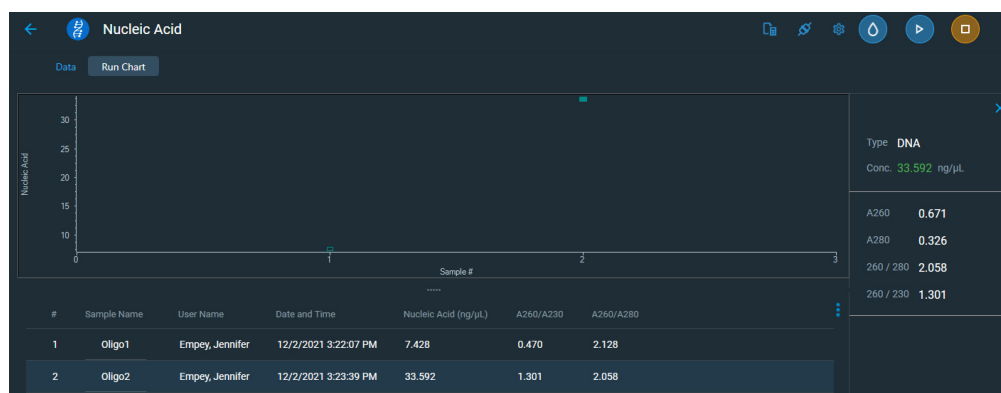 Nucleic Acid
Data Run Chart
30
25
20
15
10
Nucleic Acid
0 1 2 3
Sample #
Type DNA
Conc. 33.592 ng/µL
A260 0.671
A280 0.326
260 / 280 2.058
260 / 230 1.301
# Sample Name User Name Date and Time Nucleic Acid (ng/µL) A260/A230 A260/A280
1 Oligo1 Empey, Jennifer 12/2/2021 3:22:07 PM 7.428 0.470 2.128
2 Oligo2 Empey, Jennifer 12/2/2021 3:23:39 PM 33.592 1.301 2.058